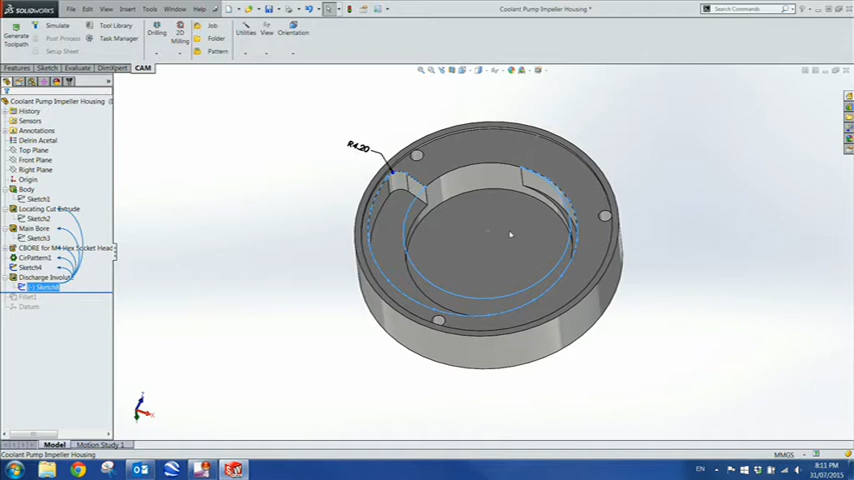 SOLIDWORKS
File Edit View Insert Tools Window Help
Coolant Pump Impeller Housing *
Search Commands
Generate
Toolpath
Simulate
Post Process
Setup Sheet
Tool Library
Task Manager
Drilling
2D
Milling
Job
Folder
Pattern
Utilities
View
Orientation
Features Sketch Evaluate DimXpert CAM
Coolant Pump Impeller Housing
History
Sensors
Annotations
Delrin Acetal
Top Plane
Front Plane
Right Plane
Origin
Body
Sketch1
Locating Cut Extrude
Sketch2
Main Bore
Sketch3
CBORE for M4 Hex Socket Head
CirPattern1
Sketch4
Discharge Involute
(-) Sketch8
Fillet1
Datum
R4.20
Z
X
Model Motion Study 1
Coolant Pump Impeller Housing
MMGS
EN
8:11 PM
31/07/2015